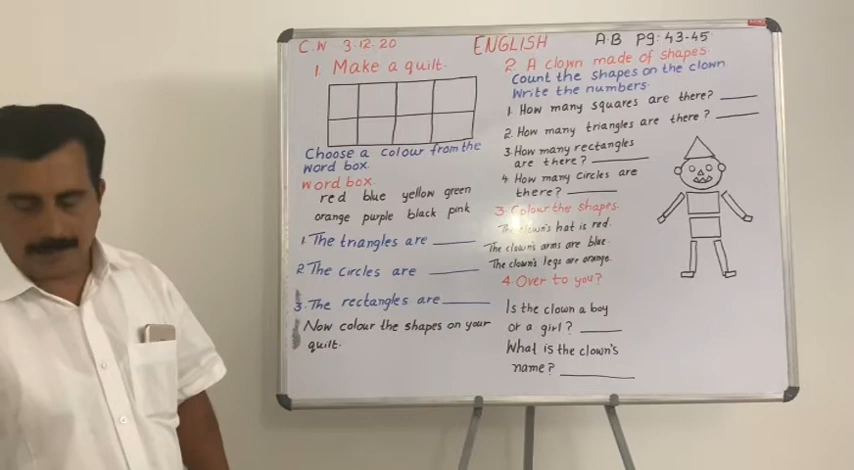 C.W 3-12-20
ENGLISH
A.B Pg: 43-45
1. Make a quilt.
Choose a colour from the
word box.
word box
red blue yellow green
orange purple black pink
1. The triangles are ____
2. The circles are ____
3. The rectangles are ____
Now colour the shapes on your
quilt.
2. A clown made of shapes.
Count the shapes on the clown
Write the numbers.
1. How many squares are there? ____
2. How many triangles are there? ____
3. How many rectangles
are there? ____
4. How many circles are
there? ____
3. Colour the shapes.
The clown's hat is red.
The clown's arms are blue.
The clown's legs are orange.
4. Over to you?
Is the clown a boy
or a girl? ____
What is the clown's
name? ____